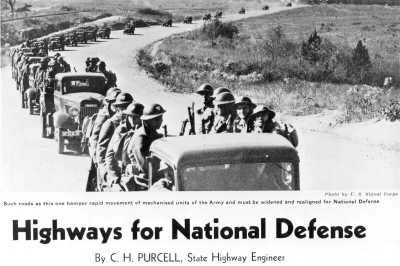 Photo by U. S. Signal Corps
Such roads as this one hamper rapid movement of mechanized units of the Army and must be widened and realigned for National Defense
Highways for National Defense
By C. H. PURCELL, State Highway Engineer